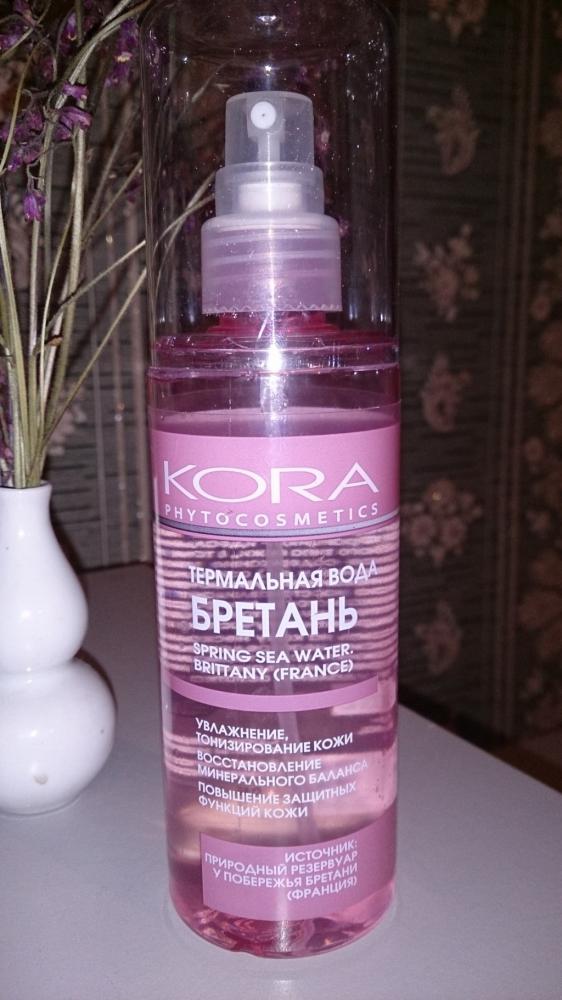 KORA
PHYTOCOSMETICS
ТЕРМАЛЬНАЯ ВОДА
БРЕТАНЬ
SPRING SEA WATER.
BRITTANY (FRANCE)
УВЛАЖНЕНИЕ,
ТОНИЗИРОВАНИЕ КОЖИ
ВОССТАНОВЛЕНИЕ
МИНЕРАЛЬНОГО БАЛАНСА
ПОВЫШЕНИЕ ЗАЩИТНЫХ
ФУНКЦИЙ КОЖИ
ИСТОЧНИК:
ПРИРОДНЫЙ РЕЗЕРВУАР
У ПОБЕРЕЖЬЯ БРЕТАНИ
(ФРАНЦИЯ)